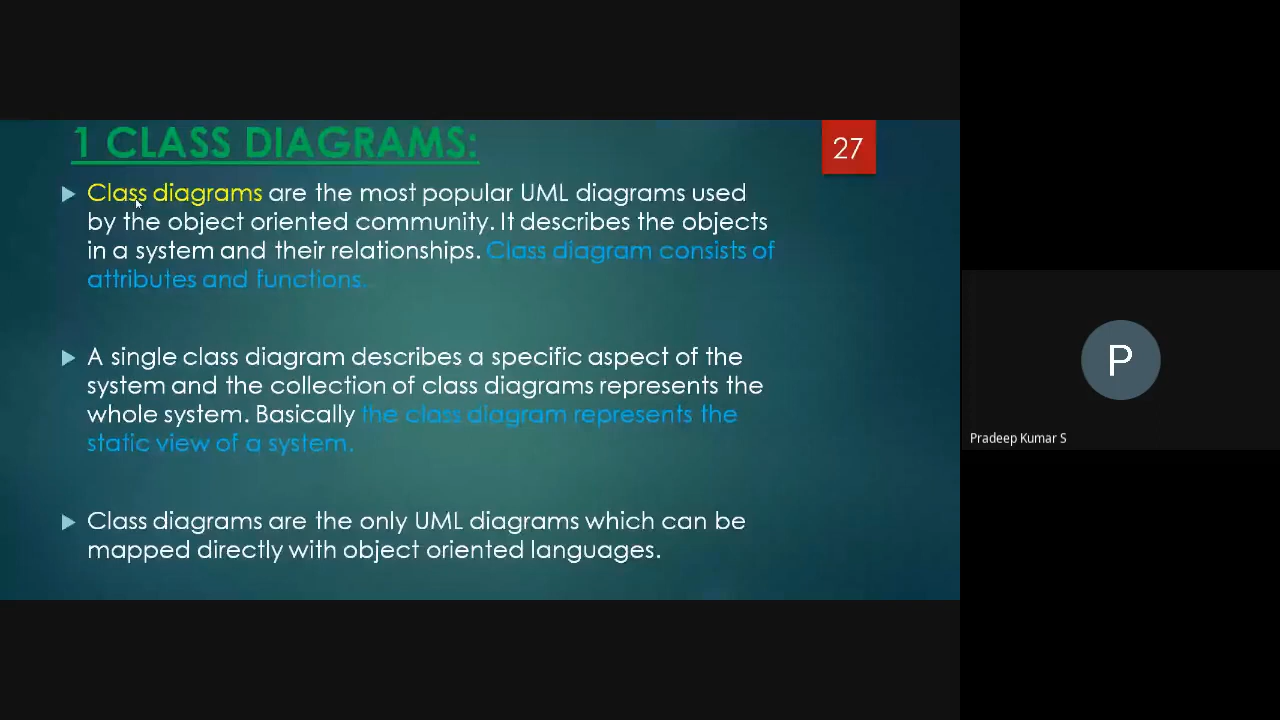 1 CLASS DIAGRAMS:
27
Class diagrams are the most popular UML diagrams used
by the object oriented community. It describes the objects
in a system and their relationships. Class diagram consists of
attributes and functions.
A single class diagram describes a specific aspect of the
system and the collection of class diagrams represents the
whole system. Basically the class diagram represents the
static view of a system.
Class diagrams are the only UML diagrams which can be
mapped directly with object oriented languages.
P
Pradeep Kumar S